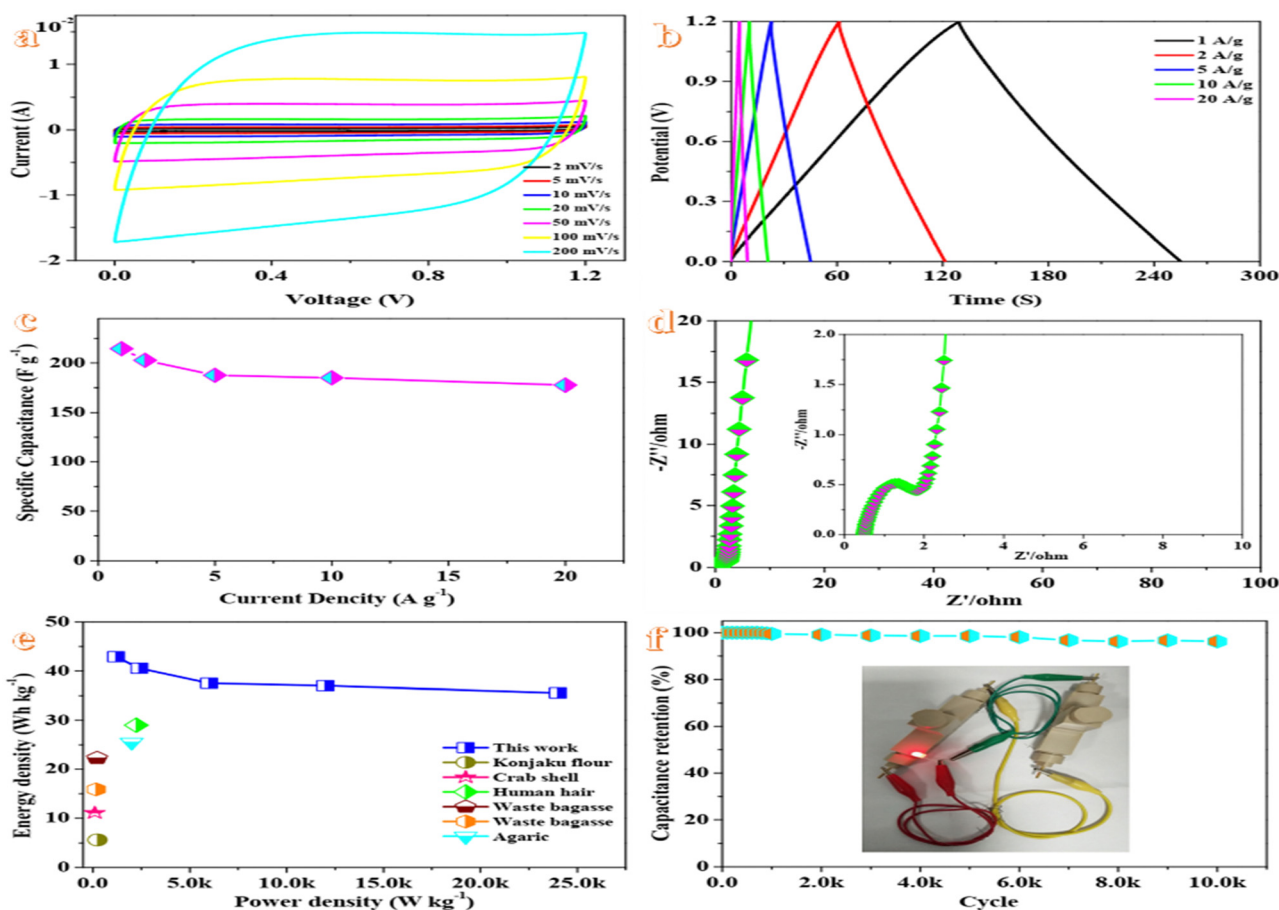 a
10⁻²
1
0
-1
-2
Current (A)
2 mV/s
5 mV/s
10 mV/s
20 mV/s
50 mV/s
100 mV/s
200 mV/s
0.0 0.4 0.8 1.2
Voltage (V)
b
1.2
0.9
0.6
0.3
0.0
Potential (V)
1 A/g
2 A/g
5 A/g
10 A/g
20 A/g
0 60 120 180 240 300
Time (S)
c
200
150
100
50
0
Specific Capacitance (F g⁻¹)
0 5 10 15 20
Current Dencity (A g⁻¹)
d
20
15
10
5
0
-Z''/ohm
2.0
1.5
1.0
0.5
0.0
-Z''/ohm
0 2 4 6 8 10
Z'/ohm
0 20 40 60 80 100
Z'/ohm
e
50
40
30
20
10
0
Energy density(Wh kg⁻¹)
This work
Konjaku flour
Crab shell
Human hair
Waste bagasse
Waste bagasse
Agaric
0.0 5.0k 10.0k 15.0k 20.0k 25.0k
Power density(W kg⁻¹)
f
100
80
60
40
20
0
Capacitance retention(%)
0.0 2.0k 4.0k 6.0k 8.0k 10.0k
Cycle